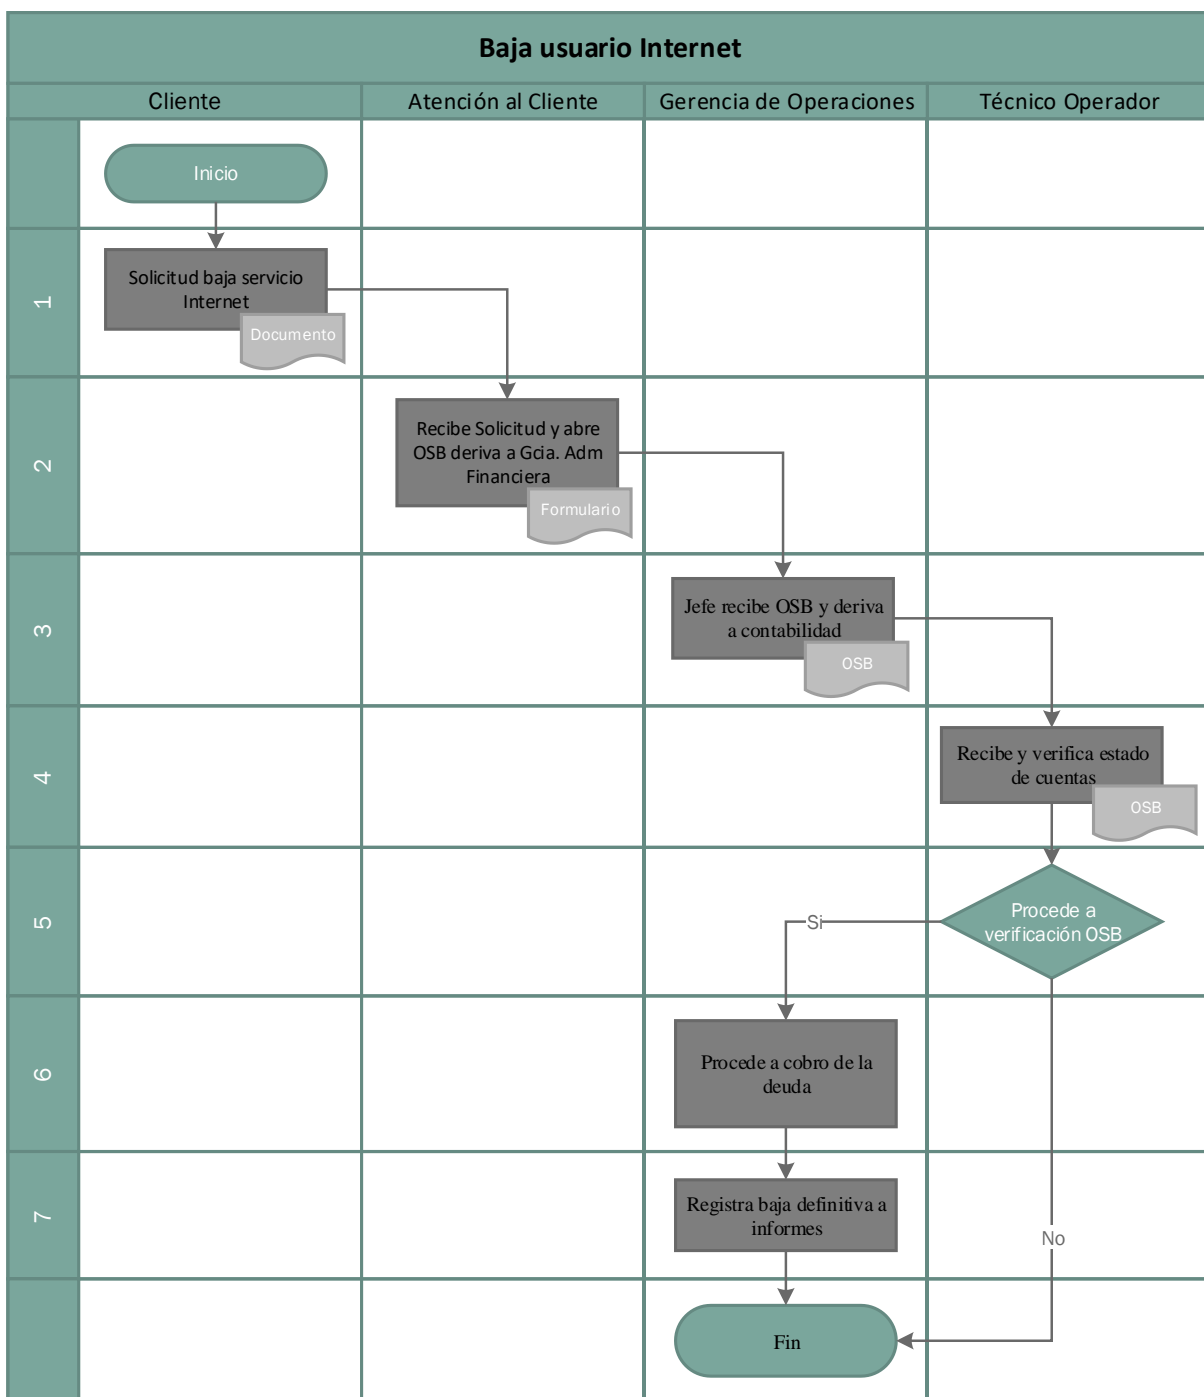 Baja usuario Internet
Cliente
Atención al Cliente
Gerencia de Operaciones
Técnico Operador
Inicio
1
Solicitud baja servicio
Internet
Documento
2
Recibe Solicitud y abre
OSB deriva a Gcia. Adm
Financiera
Formulario
3
Jefe recibe OSB y deriva
a contabilidad
OSB
4
Recibe y verifica estado
de cuentas
OSB
5
Procede a
verificación OSB
Si
6
Procede a cobro de la
deuda
7
Registra baja definitiva a
informes
No
Fin